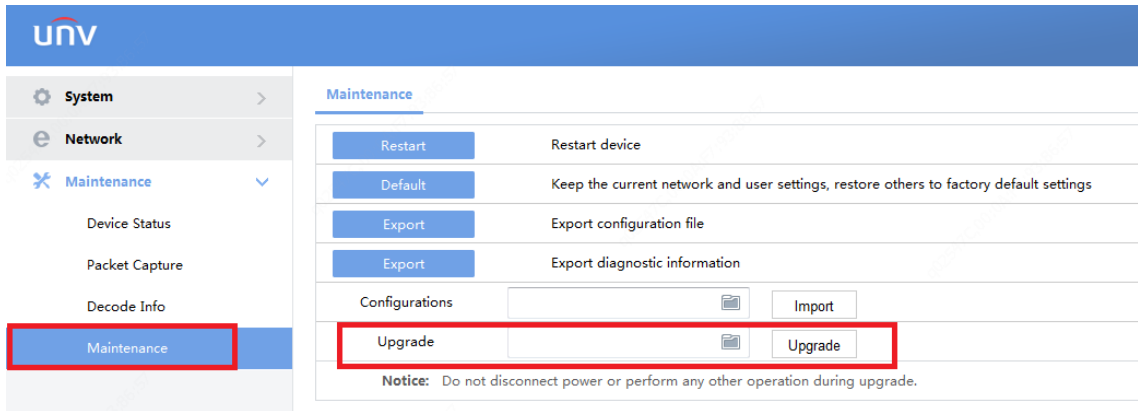 unv
System
Network
Maintenance
Device Status
Packet Capture
Decode Info
Maintenance
Maintenance
Restart Restart device
Default Keep the current network and user settings, restore others to factory default settings
Export Export configuration file
Export Export diagnostic information
Configurations Import
Upgrade Upgrade
Notice: Do not disconnect power or perform any other operation during upgrade.